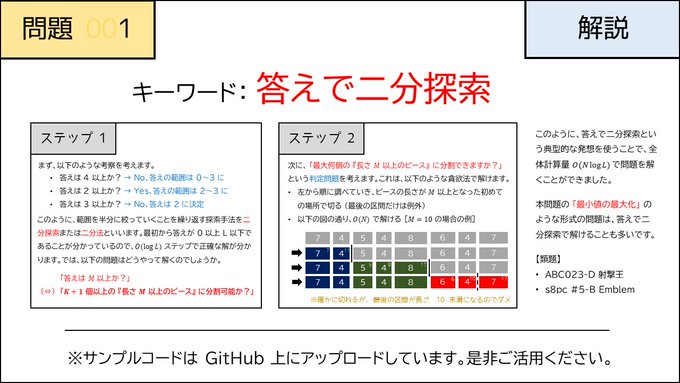 問題 001
解説
キーワード: 答えで二分探索
ステップ 1
まず、以下のような考察を考えます。
• 答えは 4 以上か？ → No、答えの範囲は 0~3 に
• 答えは 2 以上か？ → Yes、答えの範囲は 2~3 に
• 答えは 3 以上か？ → No、答えは 2 に決定
このように、範囲を半分に絞っていくことを繰り返す探索手法を二
分探索または二分法といいます。最初から答えが 0 以上 L 以下で
あることが分かっているので、O(log L) ステップで正確な解が分か
ります。では、以下の問題はどうやって解くのでしょうか。
「答えは M 以上か？」
(⇔)「K + 1 個以上の『長さ M 以上のピース』に分割可能か？」
ステップ 2
次に、「最大何個の『長さ M 以上のピース』に分割できますか？」
という判定問題を考えます。これは、以下のような貪欲法で解けます。
• 左から順に調べていき、ピースの長さが M 以上となった初めて
の場所で切る（最後の区間だけは例外）
• 以下の図の通り、O(N) で解ける [M = 10 の場合の例]
7 4 5 4 8 6 4 7
7 4 5 4 8 6 4 7
7 4 5 4 8 6 4 7
7 4 5 4 8 6 4 7
※確かに切れるが、最後の区間が長さ 10 未満になるのでダメ
このように、答えで二分探索とい
う典型的な発想を使うことで、全
体計算量 O(N log L) で問題を解
くことができました。
本問題の「最小値の最大化」の
ような形式の問題は、答えで二
分探索で解けることも多いです。
【類題】
• ABC023-D 射撃王
• s8pc #5-B Emblem
※サンプルコードは GitHub 上にアップロードしています。是非ご活用ください。